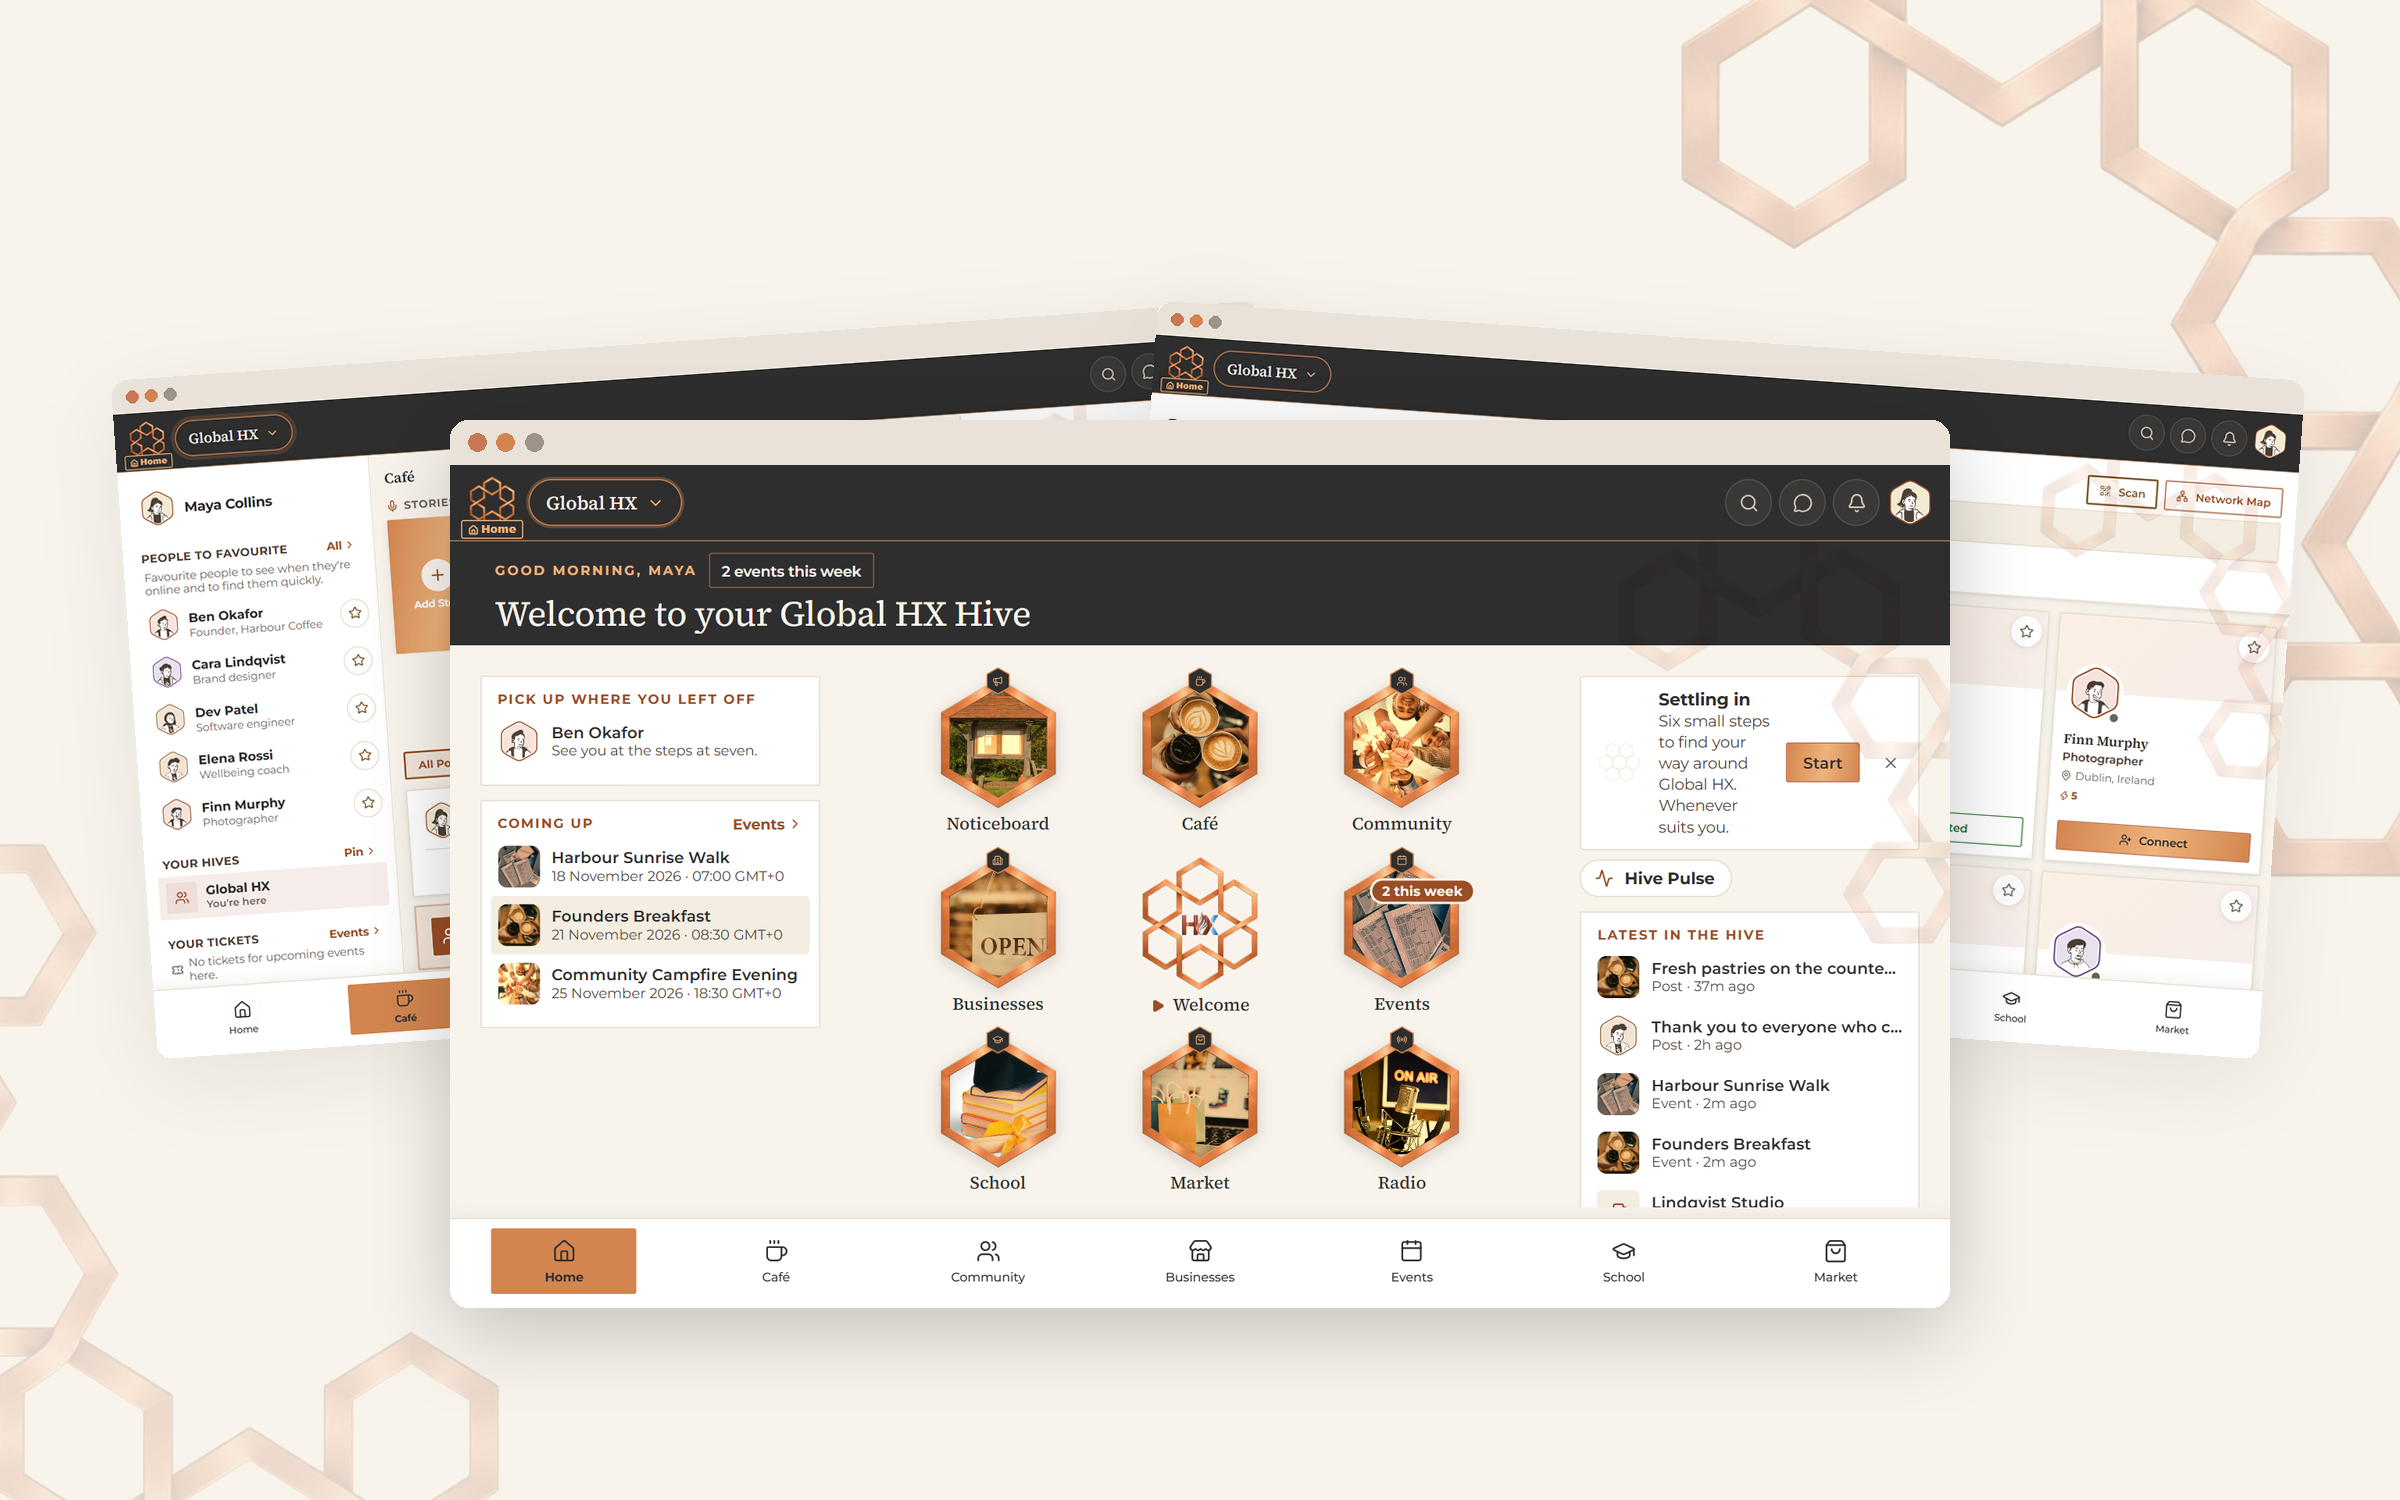 Global HX
Home
Maya Collins
PEOPLE TO FAVOURITE
All
Favourite people to see when they're
online and to find them quickly.
Ben Okafor
Founder, Harbour Coffee
Cara Lindqvist
Brand designer
Dev Patel
Software engineer
Elena Rossi
Wellbeing coach
Finn Murphy
Photographer
YOUR HIVES
Pin
Global HX
You're here
YOUR TICKETS
Events
No tickets for upcoming events
here.
Home
Café
Café
Add
Global HX
Home
Scan
Network Map
Finn Murphy
Photographer
Dublin, Ireland
5
Connect
School
Market
Global HX
Home
GOOD MORNING, MAYA
2 events this week
Welcome to your Global HX Hive
PICK UP WHERE YOU LEFT OFF
Ben Okafor
See you at the steps at seven.
COMING UP
Events
Harbour Sunrise Walk
18 November 2026 · 07:00 GMT+0
Founders Breakfast
21 November 2026 · 08:30 GMT+0
Community Campfire Evening
25 November 2026 · 18:30 GMT+0
Noticeboard
Café
Community
OPEN
Businesses
HX
Welcome
2 this week
Events
School
Market
ON AIR
Radio
Settling in
Six small steps
to find your
way around
Global HX.
Whenever
suits you.
Start
Hive Pulse
LATEST IN THE HIVE
Fresh pastries on the counte...
Post · 37m ago
Thank you to everyone who c...
Post · 2h ago
Harbour Sunrise Walk
Event · 2m ago
Founders Breakfast
Event · 2m ago
Lindqvist Studio
Home
Café
Community
Businesses
Events
School
Market